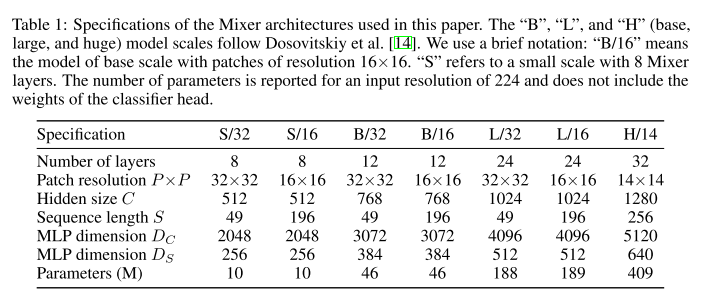 Table 1: Specifications of the Mixer architectures used in this paper. The “B”, “L”, and “H” (base,
large, and huge) model scales follow Dosovitskiy et al. [14]. We use a brief notation: “B/16” means
the model of base scale with patches of resolution 16×16. “S” refers to a small scale with 8 Mixer
layers. The number of parameters is reported for an input resolution of 224 and does not include the
weights of the classifier head.
Specification S/32 S/16 B/32 B/16 L/32 L/16 H/14
Number of layers 8 8 12 12 24 24 32
Patch resolution P×P 32×32 16×16 32×32 16×16 32×32 16×16 14×14
Hidden size C 512 512 768 768 1024 1024 1280
Sequence length S 49 196 49 196 49 196 256
MLP dimension D_C 2048 2048 3072 3072 4096 4096 5120
MLP dimension D_S 256 256 384 384 512 512 640
Parameters (M) 10 10 46 46 188 189 409